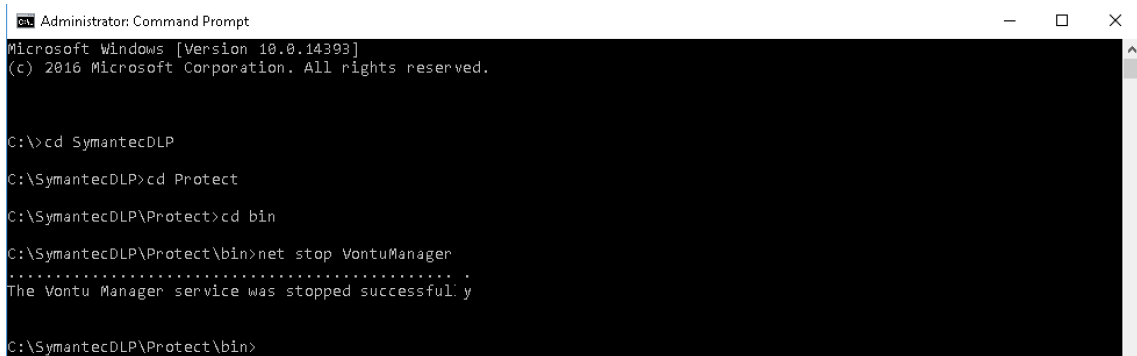 Administrator: Command Prompt
Microsoft Windows [Version 10.0.14393]
(c) 2016 Microsoft Corporation. All rights reserved.
C:\>cd SymantecDLP
C:\SymantecDLP>cd Protect
C:\SymantecDLP\Protect>cd bin
C:\SymantecDLP\Protect\bin>net stop VontuManager
................................................ .
The Vontu Manager service was stopped successfully
C:\SymantecDLP\Protect\bin>